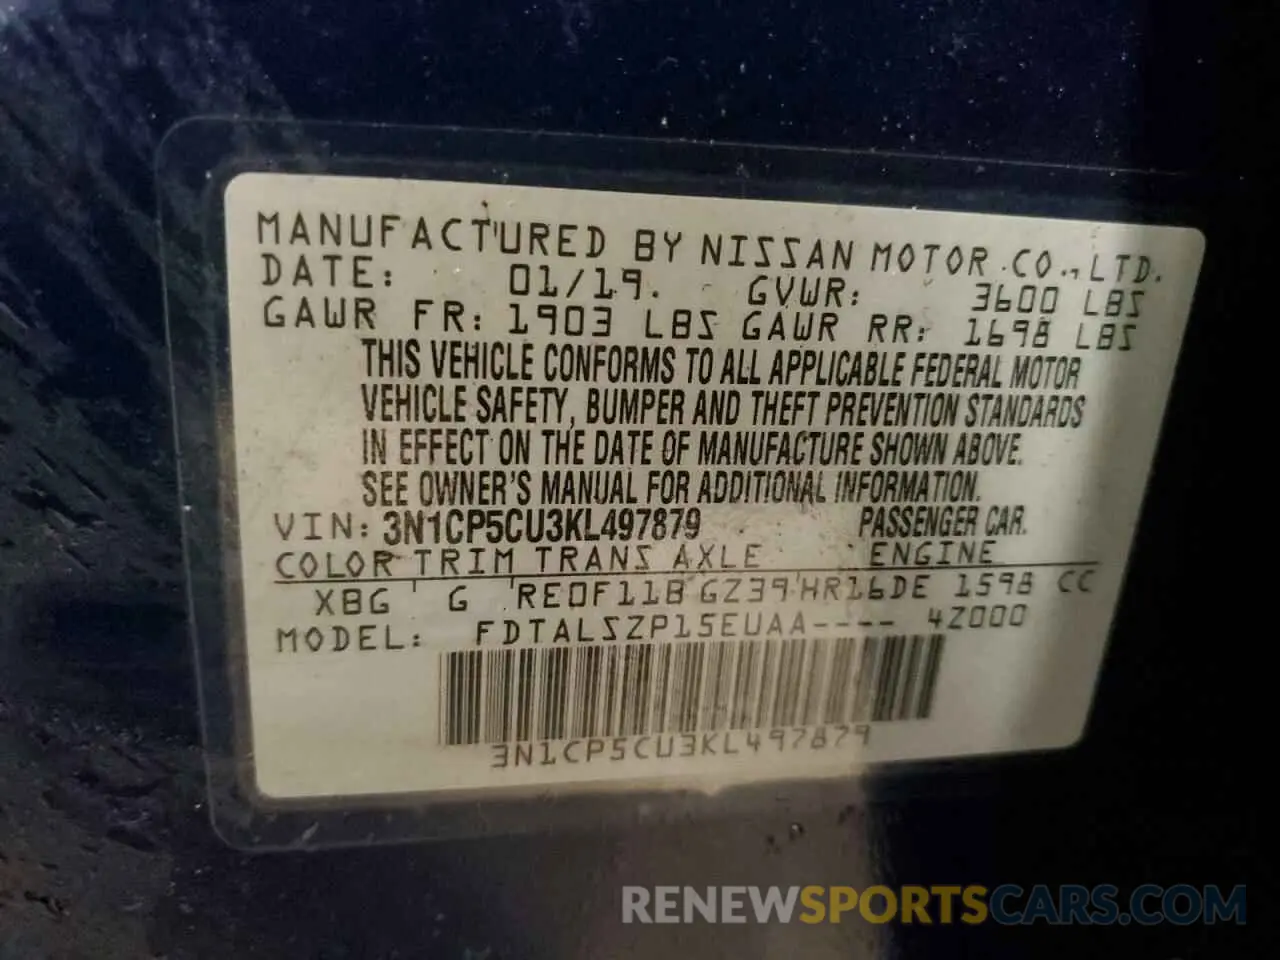 MANUFACTURED BY NISSAN MOTOR CO., LTD.
DATE: 01/19. GVWR: 3600 LBS
GAWR FR: 1903 LBS GAWR RR: 1698 LBS
THIS VEHICLE CONFORMS TO ALL APPLICABLE FEDERAL MOTOR
VEHICLE SAFETY, BUMPER AND THEFT PREVENTION STANDARDS
IN EFFECT ON THE DATE OF MANUFACTURE SHOWN ABOVE.
SEE OWNER'S MANUAL FOR ADDITIONAL INFORMATION.
VIN: 3N1CP5CU3KL497879 PASSENGER CAR.
COLOR TRIM TRANS AXLE ENGINE
XBG G RE0F11B GZ39 HR16DE 1598 CC
MODEL: FDTALSZP15EUAA---- 4Z000
3N1CP5CU3KL497879
RENEWSPORTSCARS.COM